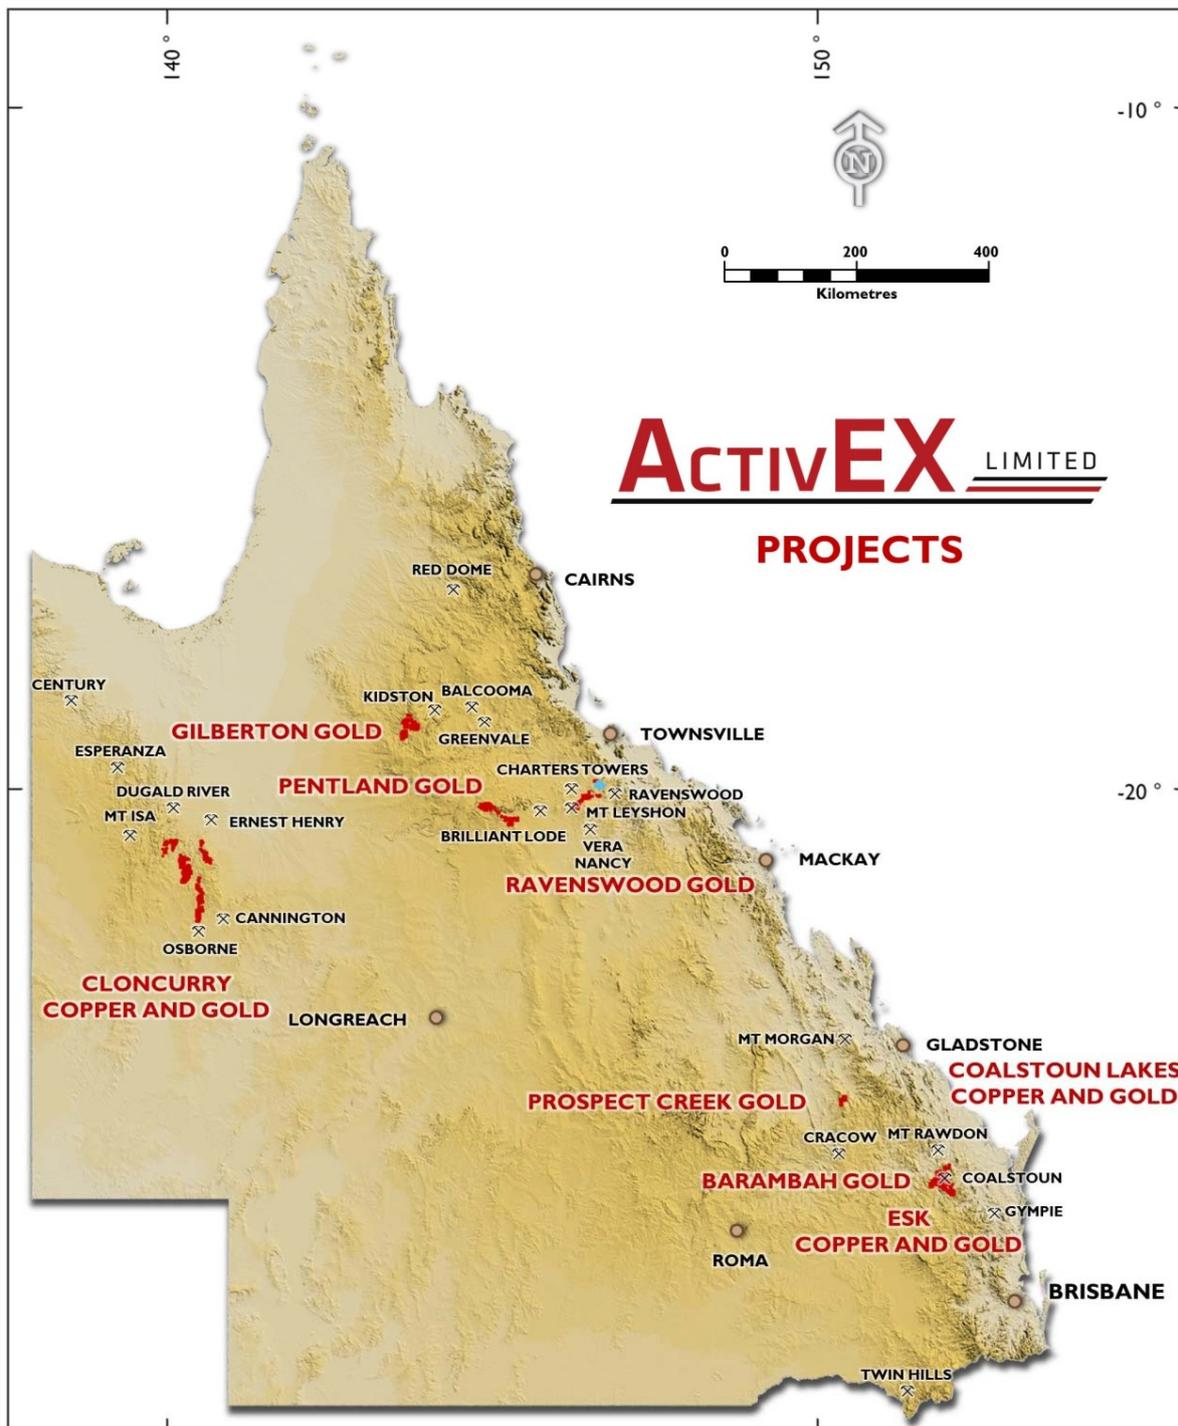 140 °
150 °
-10 °
N
0 200 400
Kilometres
ACTIVEX LIMITED
PROJECTS
RED DOME
CAIRNS
CENTURY
KIDSTON
BALCOOMA
GILBERTON GOLD
GREENVALE
TOWNSVILLE
ESPERANZA
CHARTERS TOWERS
PENTLAND GOLD
-20 °
DUGALD RIVER
RAVENSWOOD
MT ISA
ERNEST HENRY
MT LEYSHON
BRILLIANT LODE
VERA
NANCY
MACKAY
RAVENSWOOD GOLD
CANNINGTON
OSBORNE
CLONCURRY
COPPER AND GOLD
LONGREACH
MT MORGAN
GLADSTONE
COALSTOUN LAKES
COPPER AND GOLD
PROSPECT CREEK GOLD
CRACOW
MT RAWDON
BARAMBAH GOLD
COALSTOUN
ESK
COPPER AND GOLD
GYMPIE
ROMA
BRISBANE
TWIN HILLS